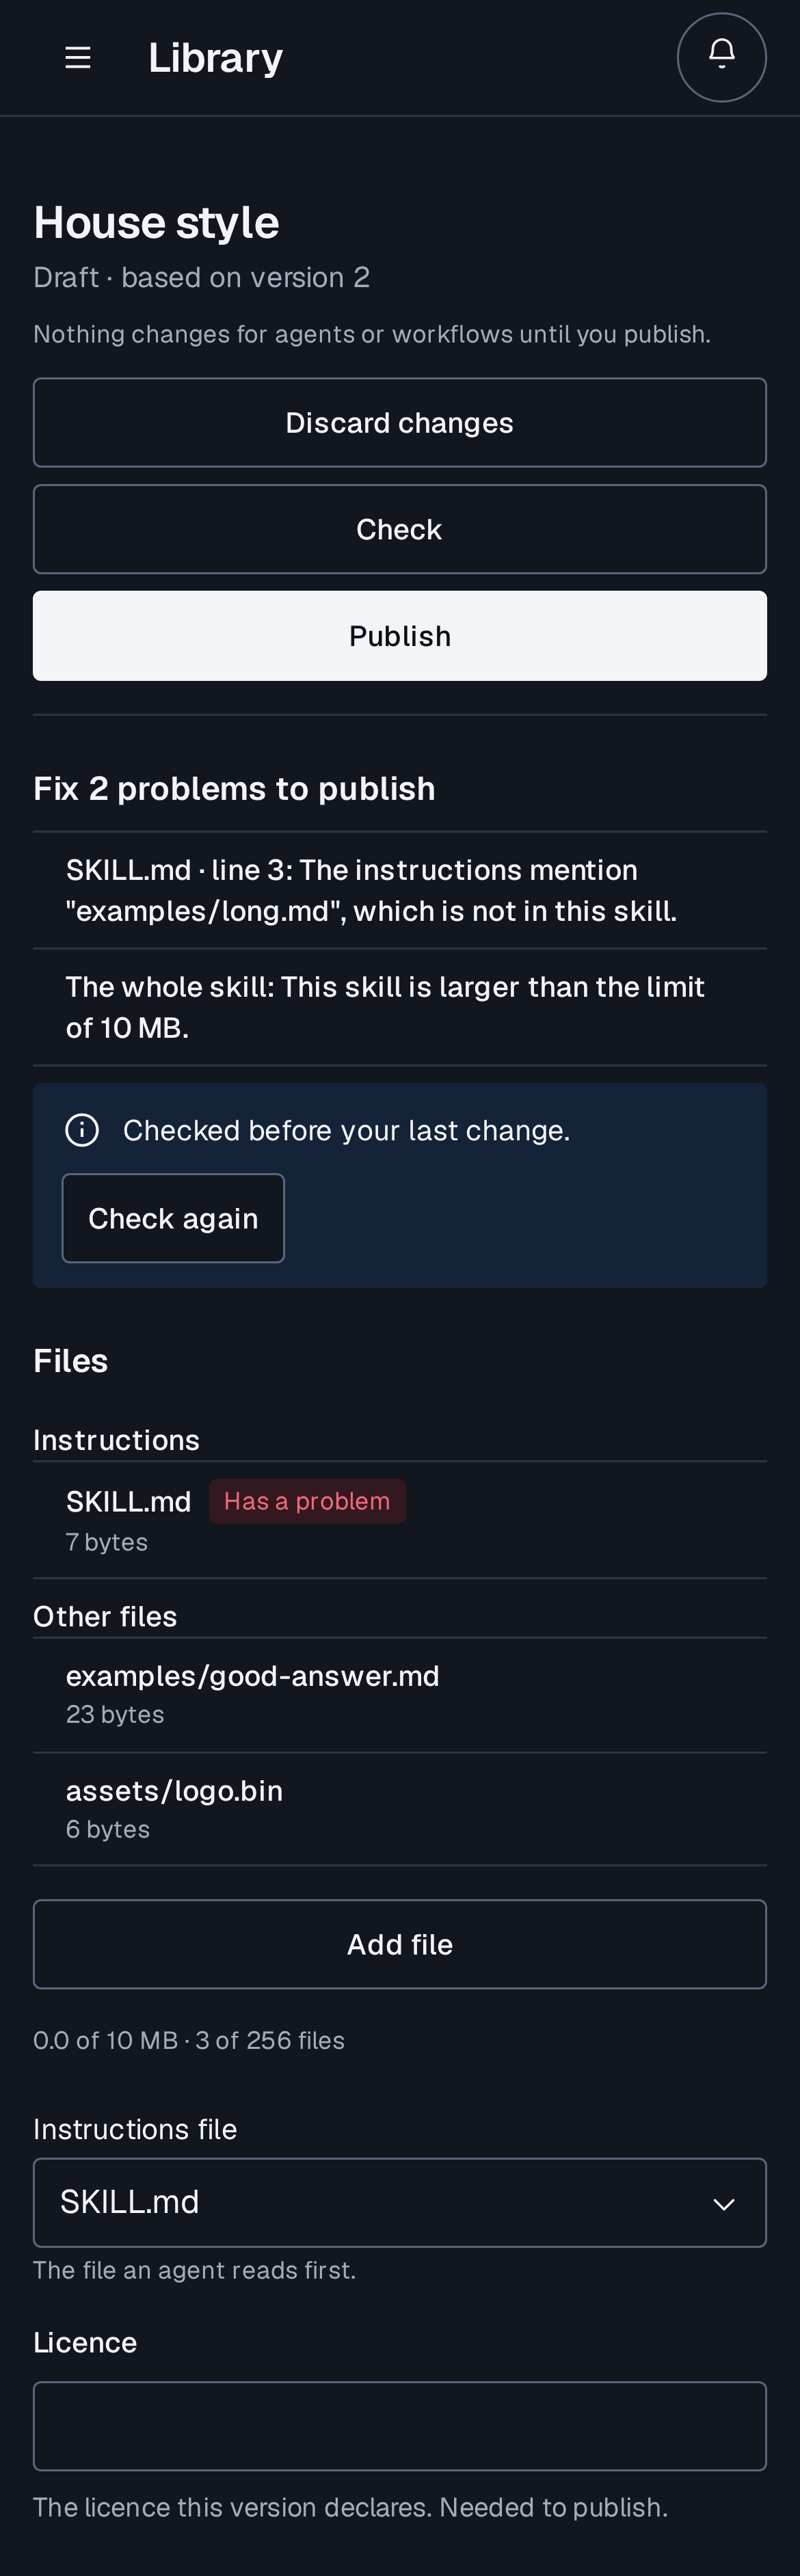 Library
House style
Draft · based on version 2
Nothing changes for agents or workflows until you publish.
Discard changes
Check
Publish
Fix 2 problems to publish
SKILL.md · line 3: The instructions mention
"examples/long.md", which is not in this skill.
The whole skill: This skill is larger than the limit
of 10 MB.
Checked before your last change.
Check again
Files
Instructions
SKILL.md Has a problem
7 bytes
Other files
examples/good-answer.md
23 bytes
assets/logo.bin
6 bytes
Add file
0.0 of 10 MB · 3 of 256 files
Instructions file
SKILL.md
The file an agent reads first.
Licence
The licence this version declares. Needed to publish.